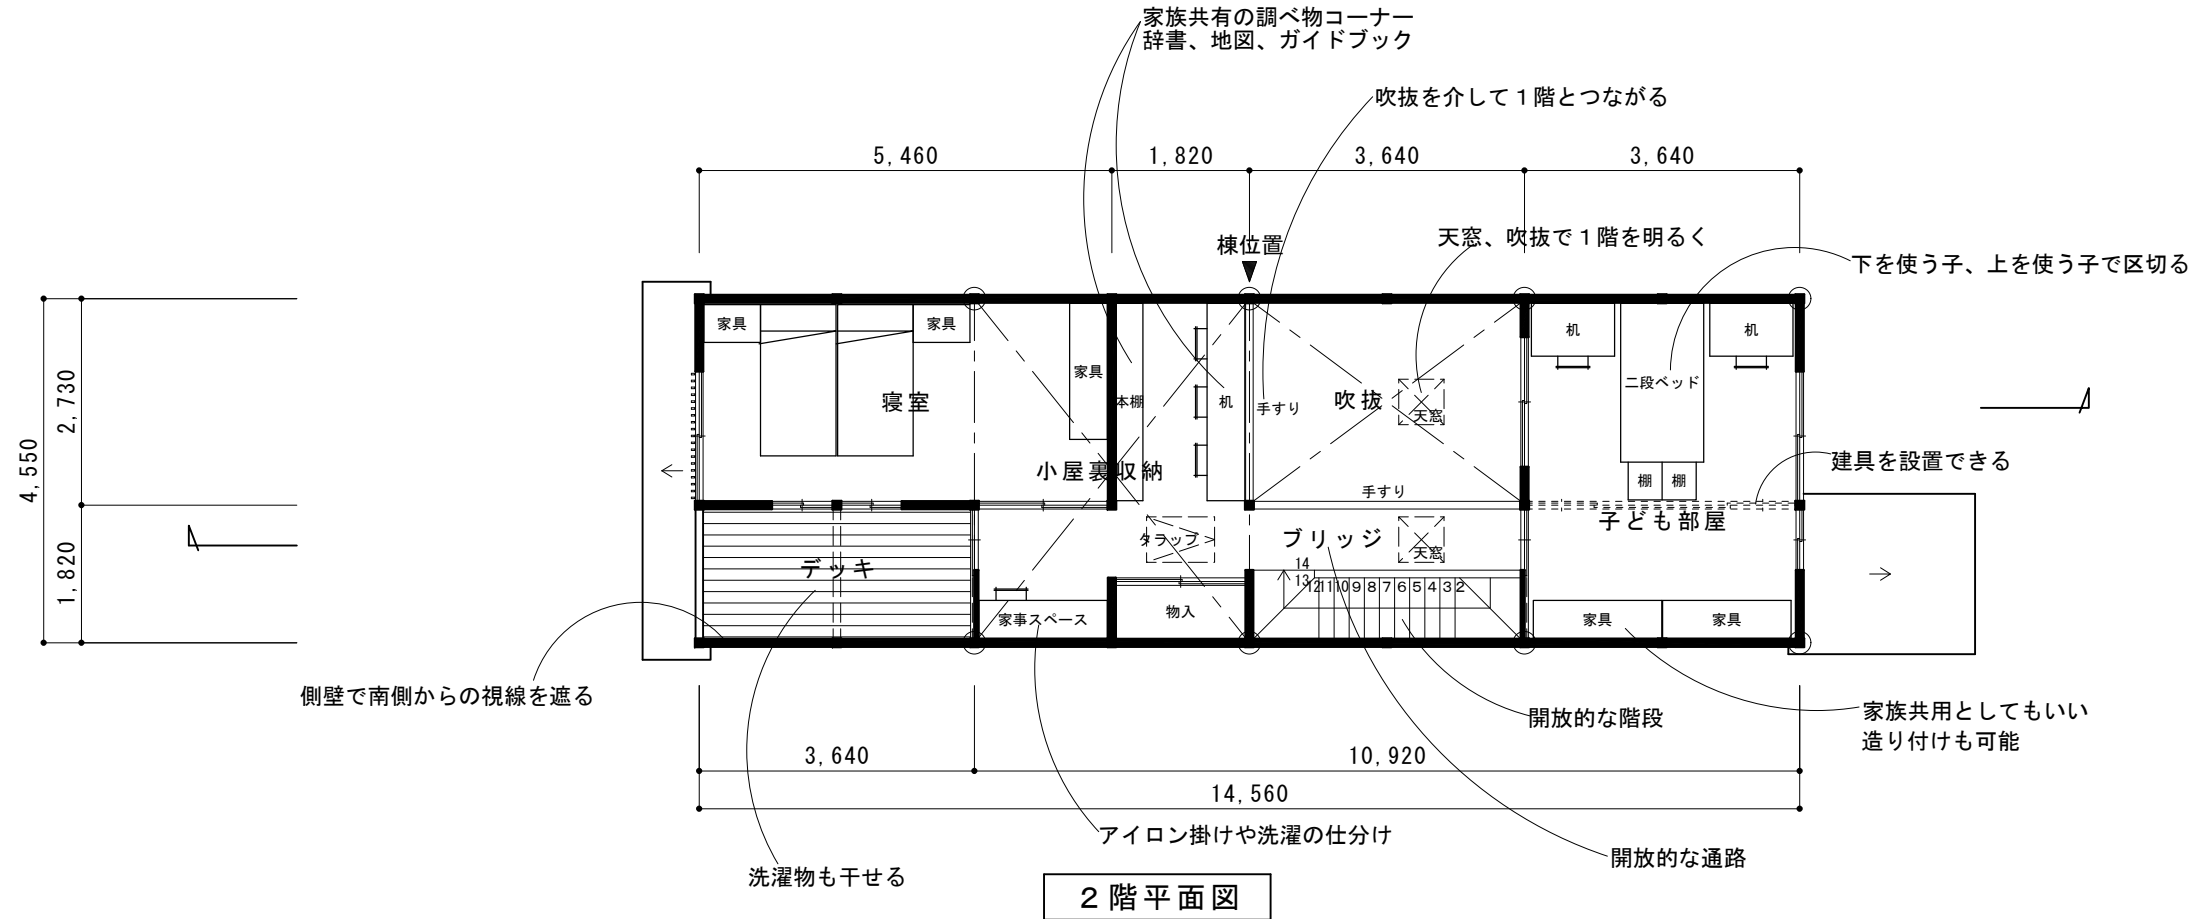 家族共有の調べ物コーナー
辞書、地図、ガイドブック
吹抜を介して１階とつながる
5,460
1,820
3,640
3,640
棟位置
天窓、吹抜で１階を明るく
下を使う子、上を使う子で区切る
家具
家具
机
机
家具
二段ベッド
寝室
本棚
机
手すり
吹抜
天窓
2,730
4,550
1,820
小屋裏収納
建具を設置できる
棚
棚
手すり
子ども部屋
タラップ
ブリッジ
天窓
デッキ
14
13
12 11 10 9 8 7 6 5 4 3 2
家事スペース
物入
家具
家具
側壁で南側からの視線を遮る
開放的な階段
家族共用としてもいい
造り付けも可能
3,640
10,920
14,560
アイロン掛けや洗濯の仕分け
開放的な通路
洗濯物も干せる
２階平面図